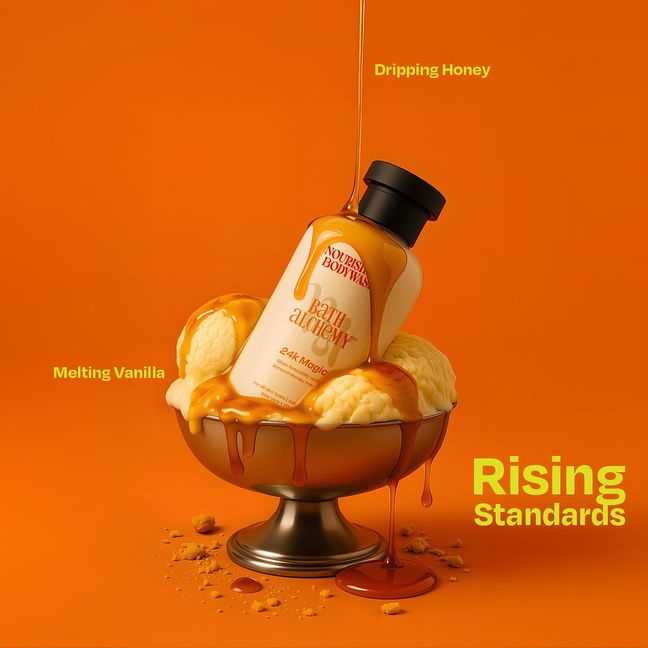 Dripping Honey
NOURISH
BODYWAS
BATH
alCHEMY
24k Magic
Melting Vanilla
Rising
Standards